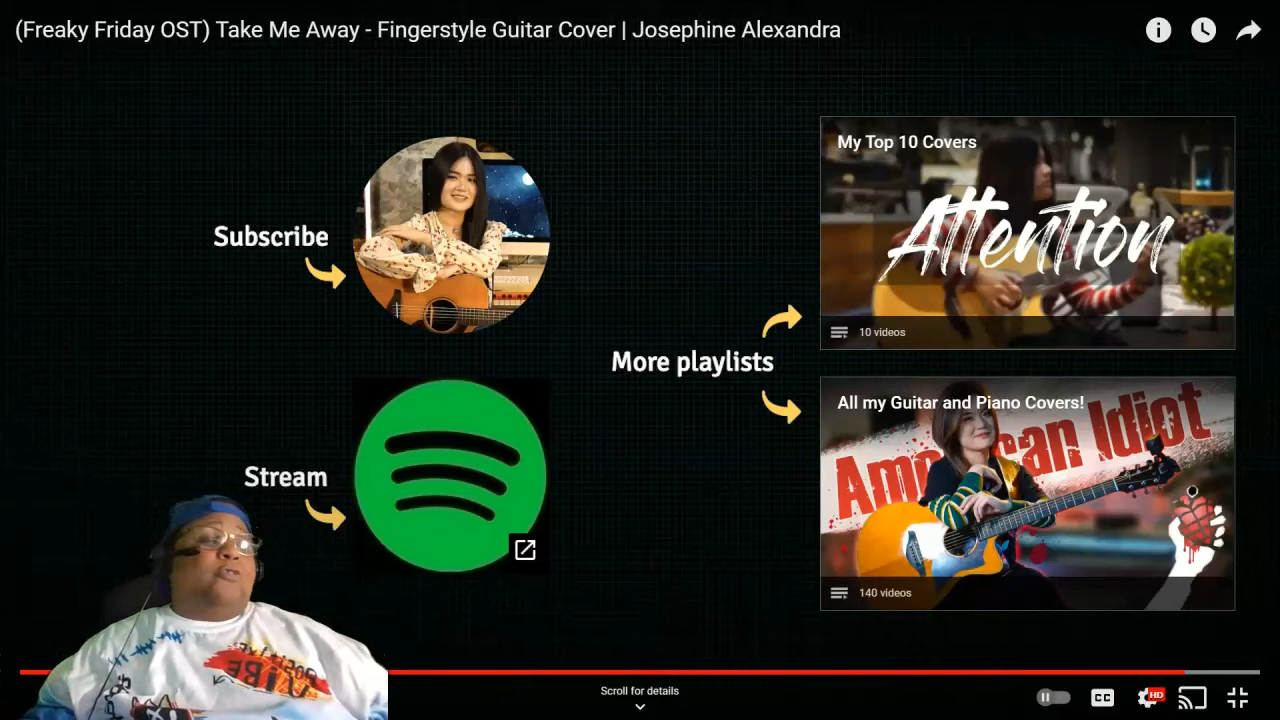 (Freaky Friday OST) Take Me Away - Fingerstyle Guitar Cover | Josephine Alexandra
Subscribe
Stream
More playlists
My Top 10 Covers
Attention
10 videos
All my Guitar and Piano Covers!
American Idiot
140 videos
VIBE
Scroll for details
CC
HD